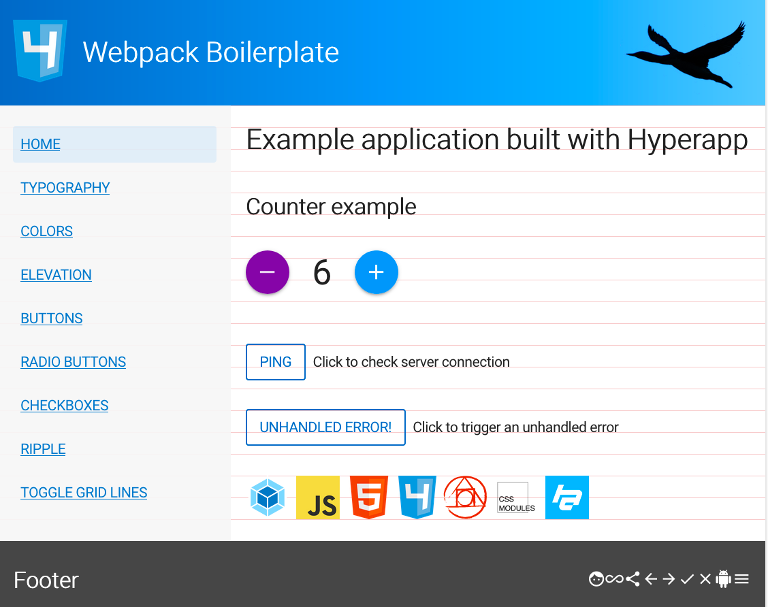 4
Webpack Boilerplate
HOME
TYPOGRAPHY
COLORS
ELEVATION
BUTTONS
RADIO BUTTONS
CHECKBOXES
RIPPLE
TOGGLE GRID LINES
Example application built with Hyperapp
Counter example
− 6 +
PING Click to check server connection
UNHANDLED ERROR! Click to trigger an unhandled error
JS 5 4 CSS MODULES
Footer